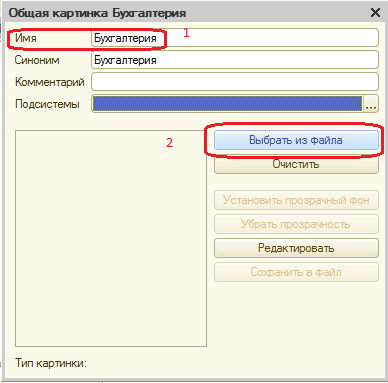 Общая картинка Бухгалтерия
Имя Бухгалтерия 1
Синоним Бухгалтерия
Комментарий
Подсистемы ...
2 Выбрать из файла
Очистить
Установить прозрачный фон
Убрать прозрачность
Редактировать
Сохранить в файл
Тип картинки: